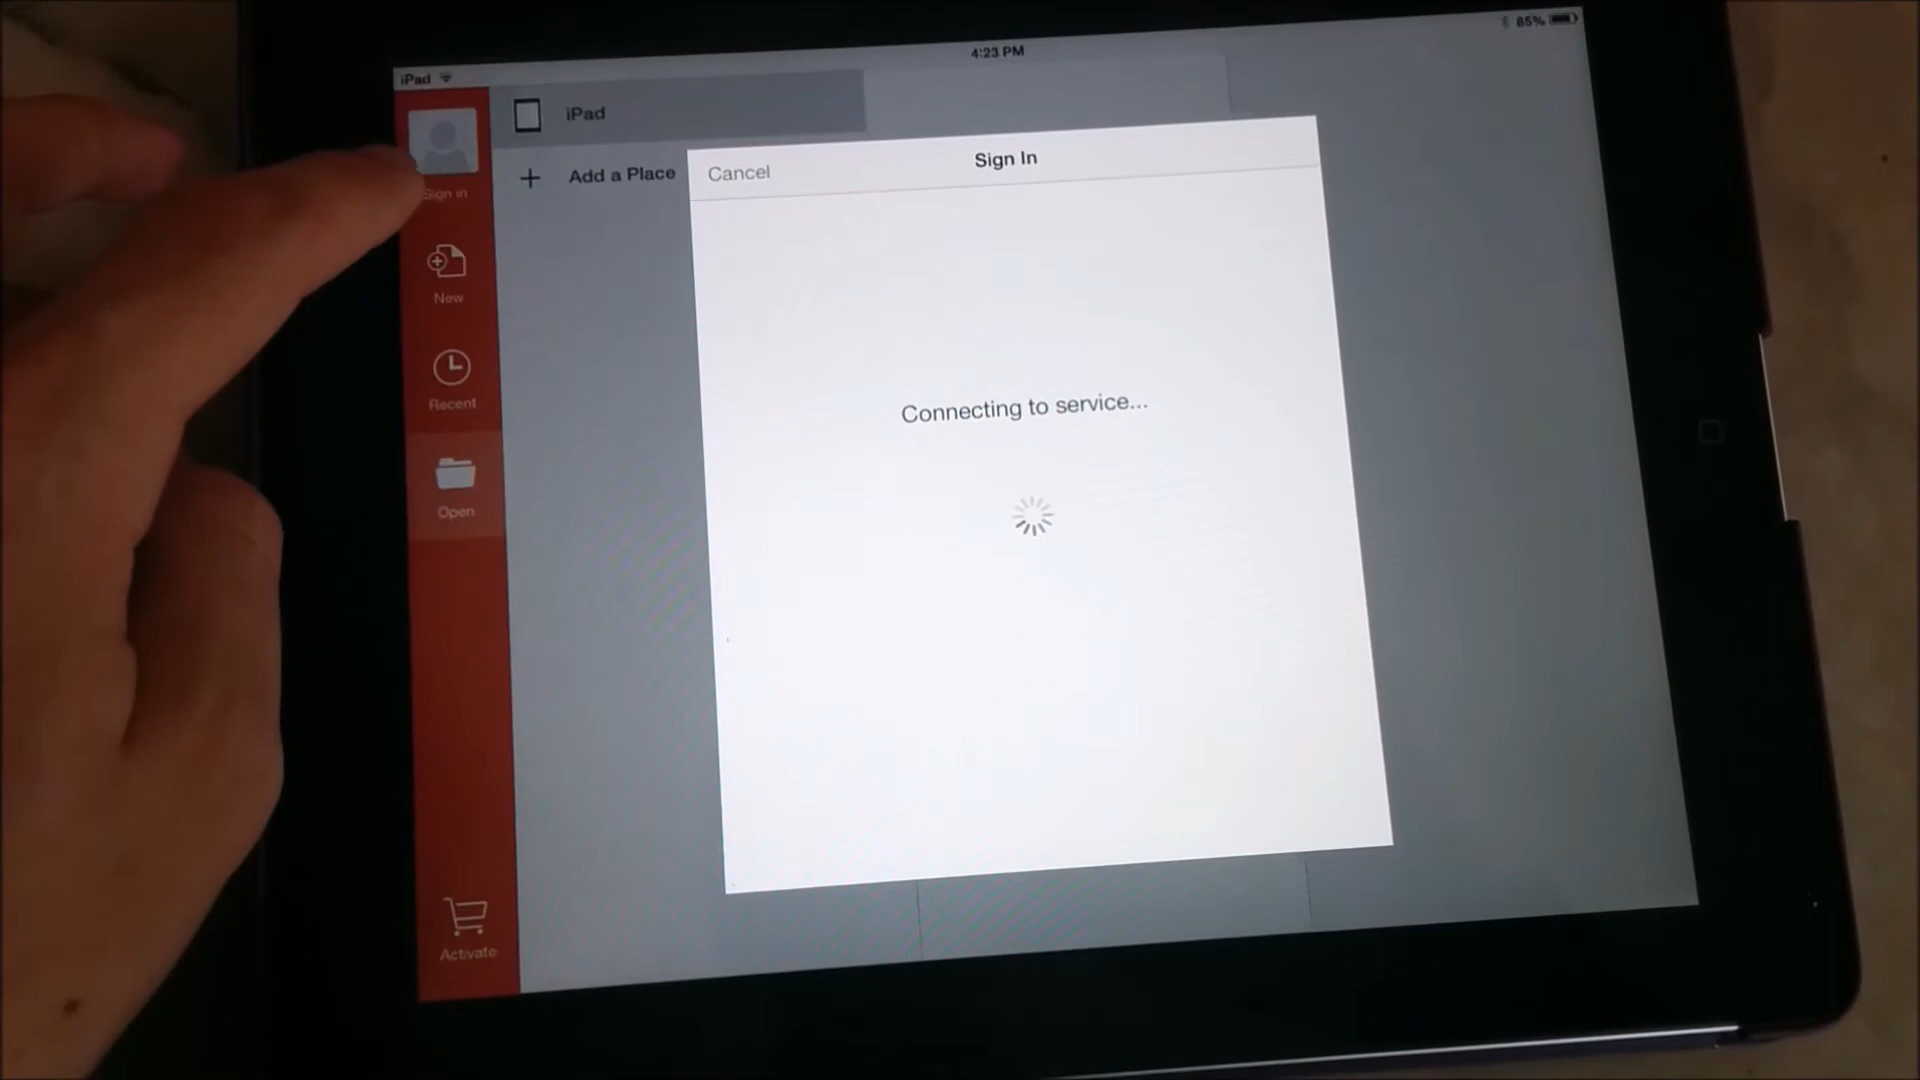 iPad
4:23 PM
85%
Sign in
New
Recent
Open
Activate
iPad
Add a Place
Cancel
Sign In
Connecting to service...